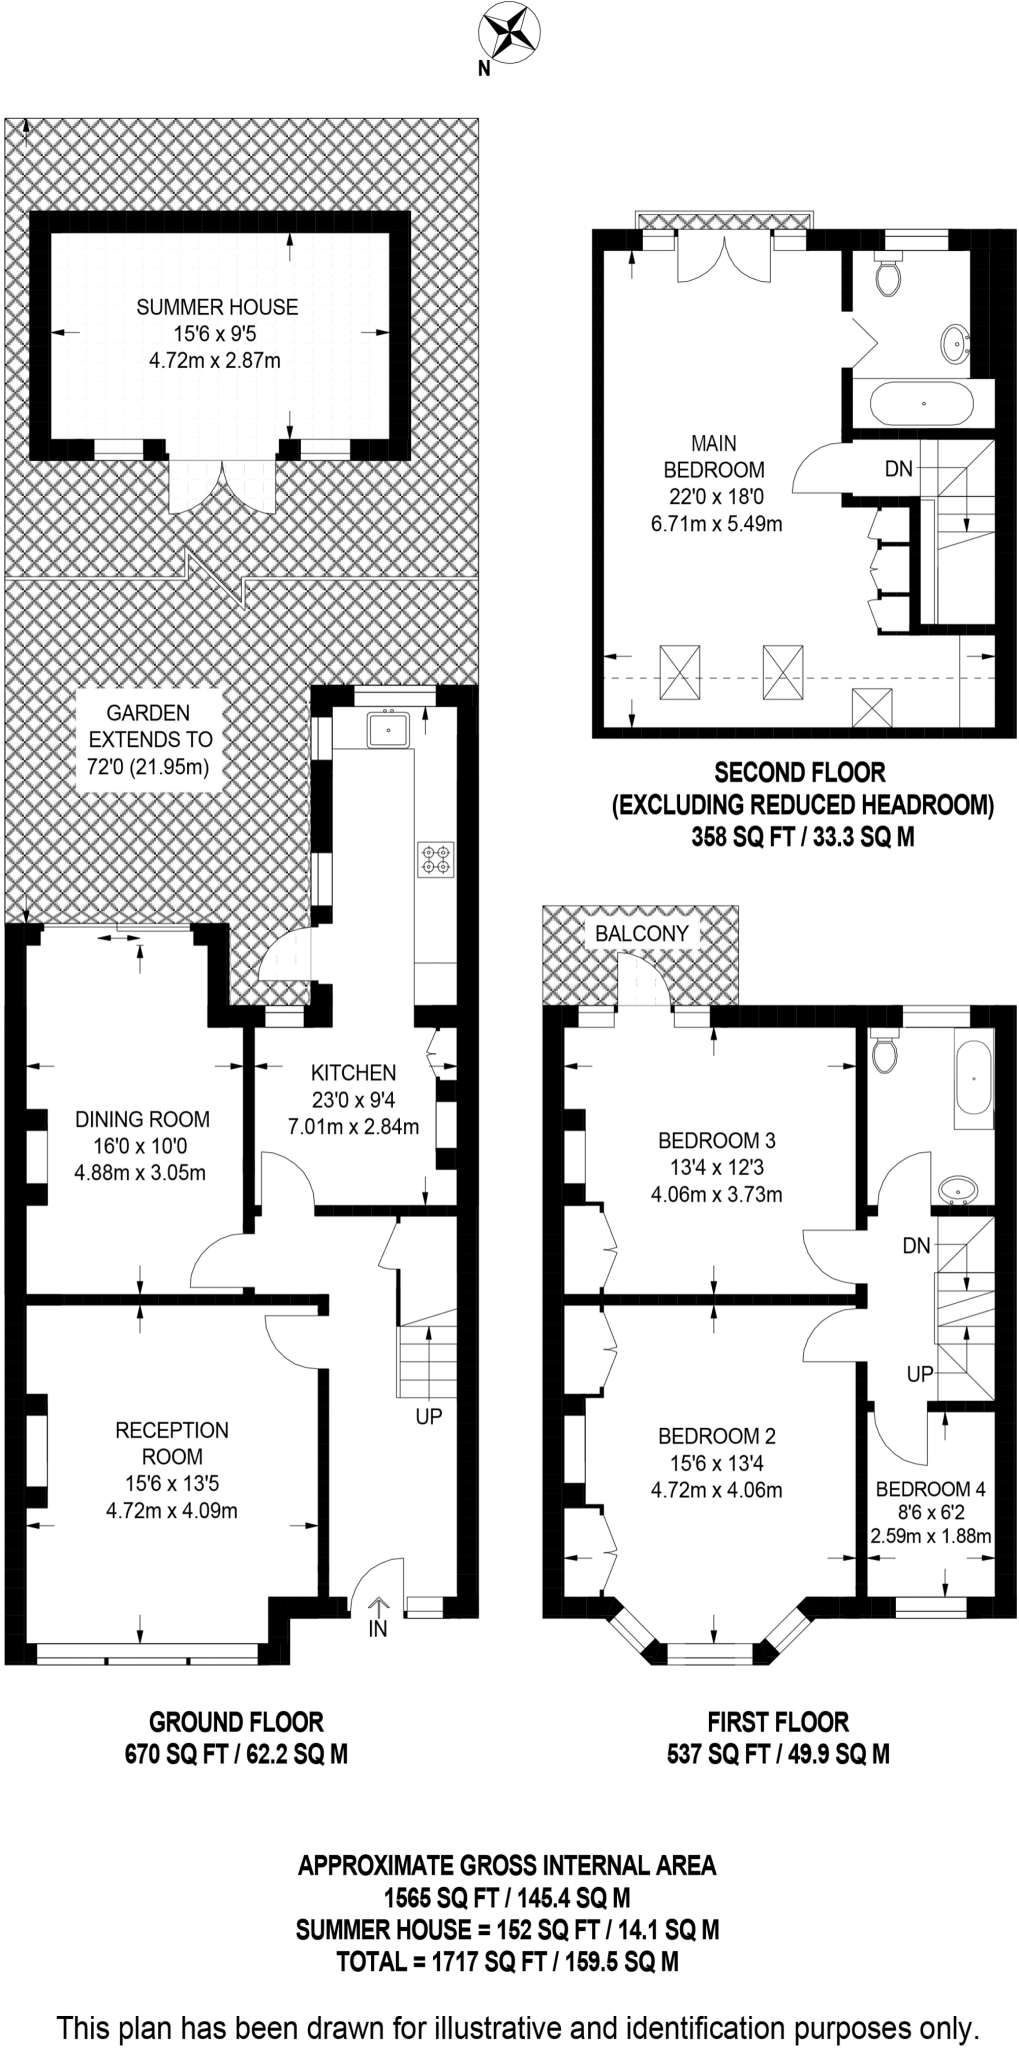 N
SUMMER HOUSE
15'6 x 9'5
4.72m x 2.87m
GARDEN
EXTENDS TO
72'0 (21.95m)
DINING ROOM
16'0 x 10'0
4.88m x 3.05m
KITCHEN
23'0 x 9'4
7.01m x 2.84m
RECEPTION
ROOM
15'6 x 13'5
4.72m x 4.09m
UP
IN
GROUND FLOOR
670 SQ FT / 62.2 SQ M
MAIN
BEDROOM
22'0 x 18'0
6.71m x 5.49m
DN
SECOND FLOOR
(EXCLUDING REDUCED HEADROOM)
358 SQ FT / 33.3 SQ M
BALCONY
BEDROOM 3
13'4 x 12'3
4.06m x 3.73m
DN
UP
BEDROOM 2
15'6 x 13'4
4.72m x 4.06m
BEDROOM 4
8'6 x 6'2
2.59m x 1.88m
FIRST FLOOR
537 SQ FT / 49.9 SQ M
APPROXIMATE GROSS INTERNAL AREA
1565 SQ FT / 145.4 SQ M
SUMMER HOUSE = 152 SQ FT / 14.1 SQ M
TOTAL = 1717 SQ FT / 159.5 SQ M
This plan has been drawn for illustrative and identification purposes only.